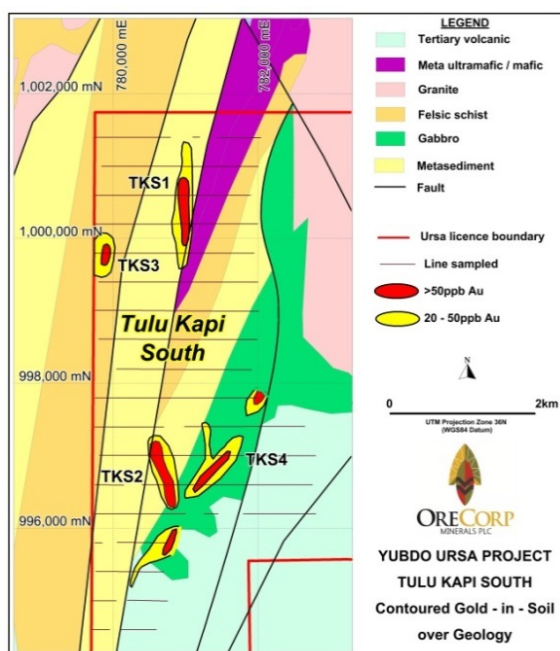 780,000 mE
782,000 mE
1,002,000 mN
TKS1
1,000,000 mN
TKS3
Tulu Kapi
South
998,000 mN
TKS2
TKS4
996,000 mN
LEGEND
Tertiary volcanic
Meta ultramafic / mafic
Granite
Felsic schist
Gabbro
Metasediment
Fault
Ursa licence boundary
Line sampled
>50ppb Au
20 - 50ppb Au
N
0
2km
UTM Projection Zone 36N
(WGS84 Datum)
ORECORP
MINERALS PLC
YUBDO URSA PROJECT
TULU KAPI SOUTH
Contoured Gold - in - Soil
over Geology